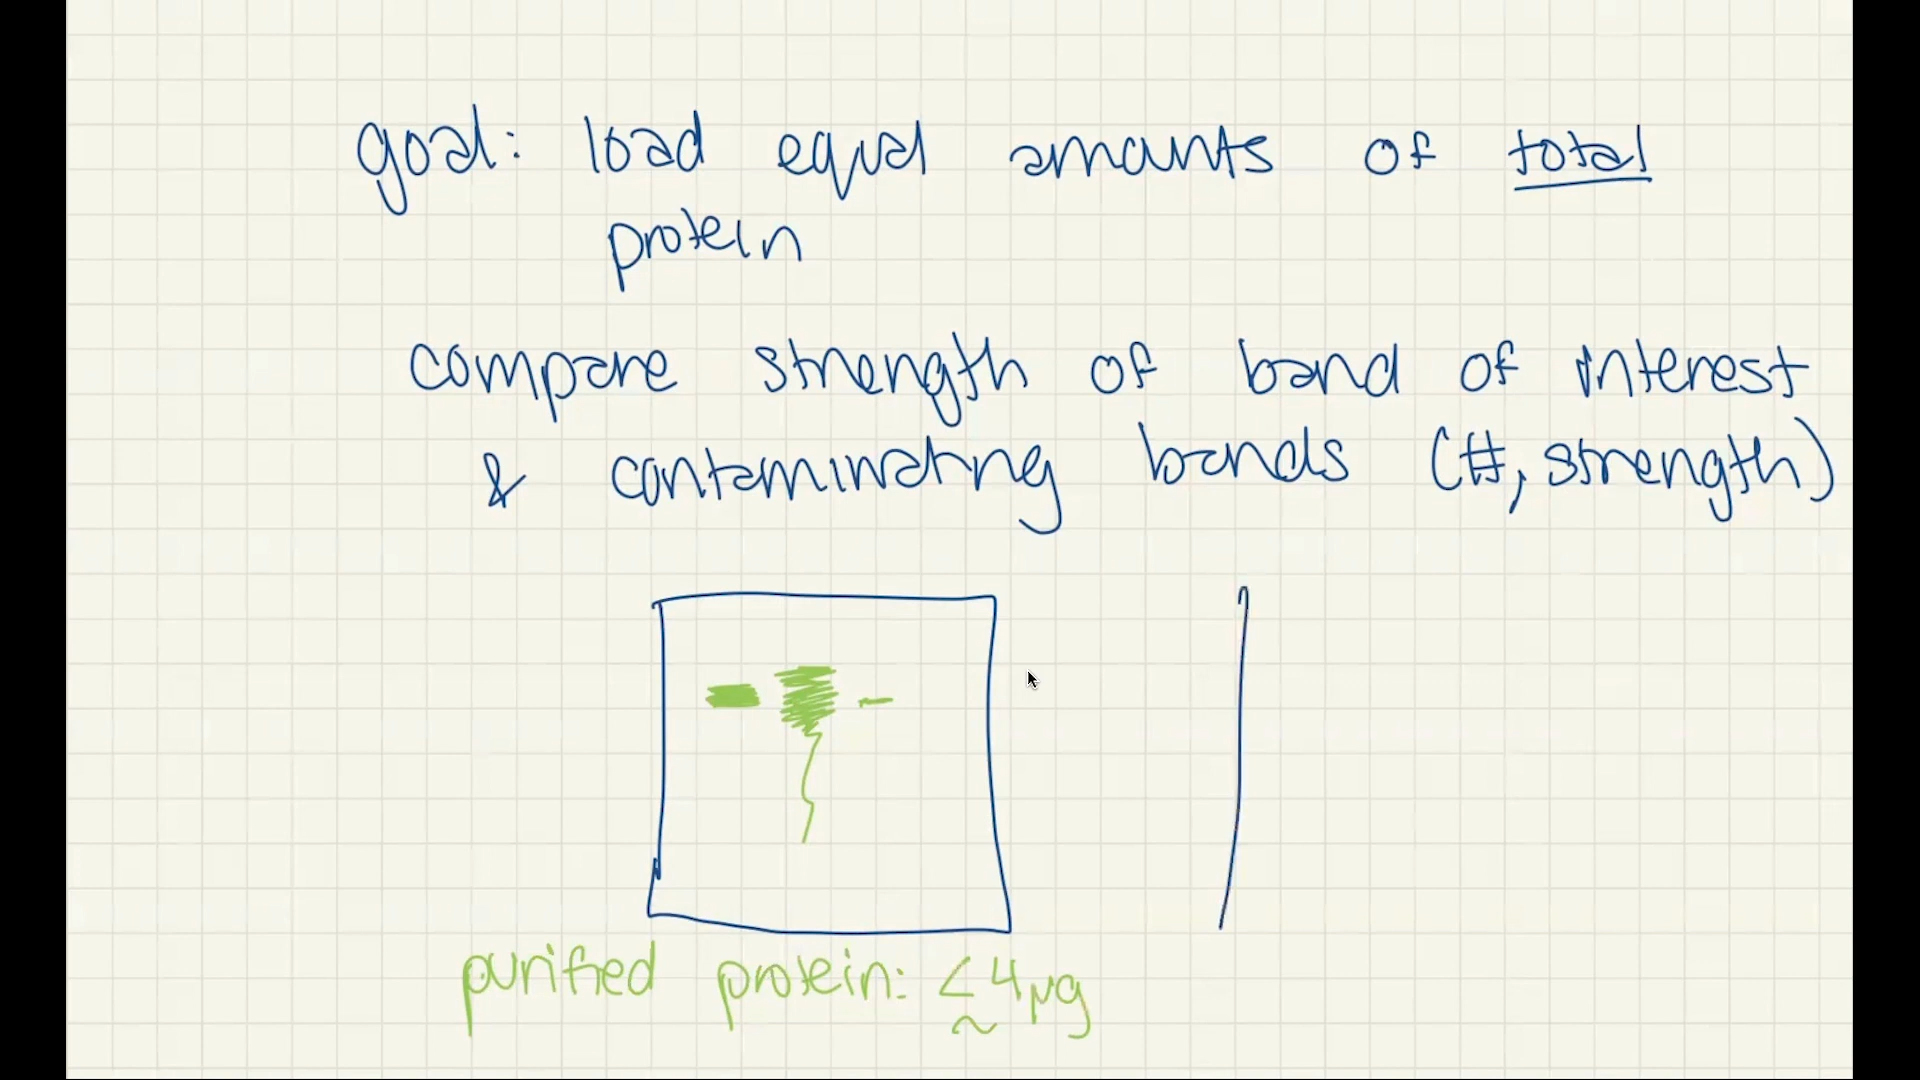 goal: load equal amounts of total
protein
compare strength of band of interest
& contaminating bands (#, strength)
purified protein: ≲4µg